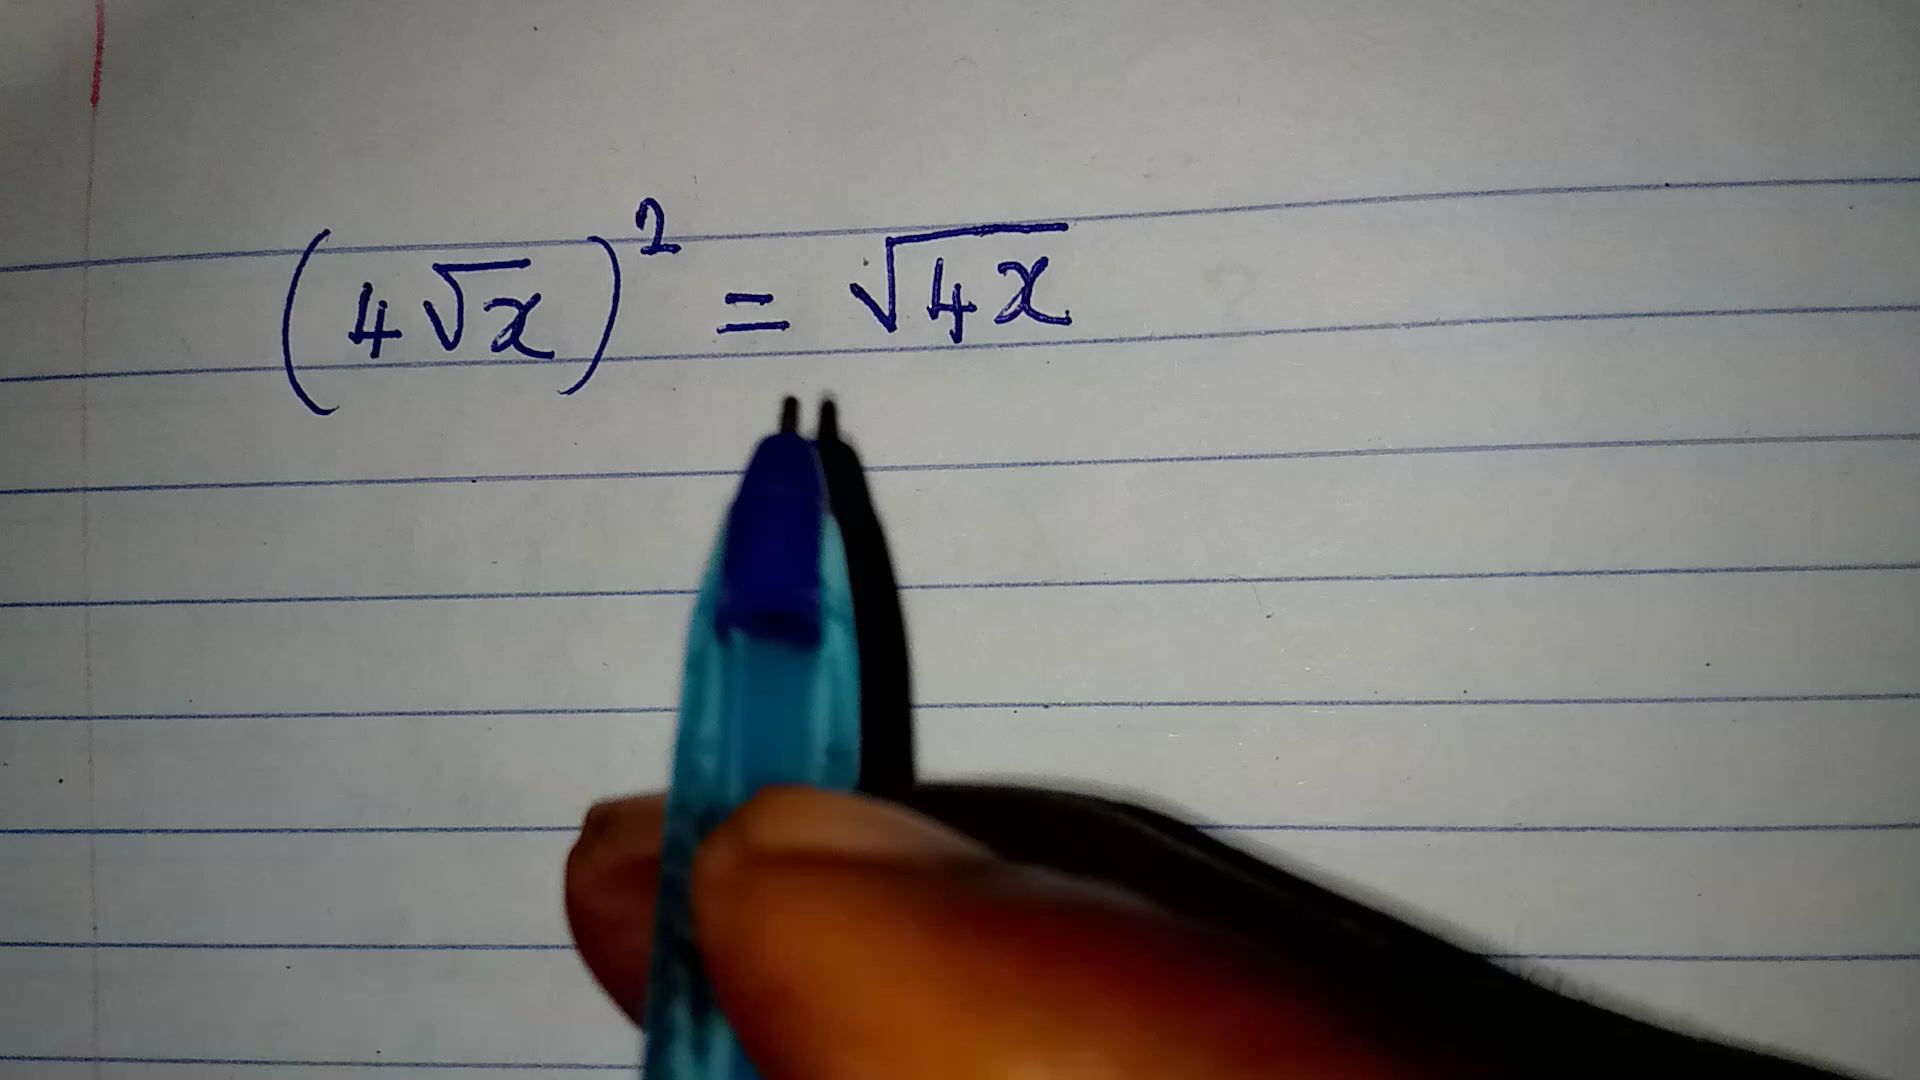 (4√x)² = √4x